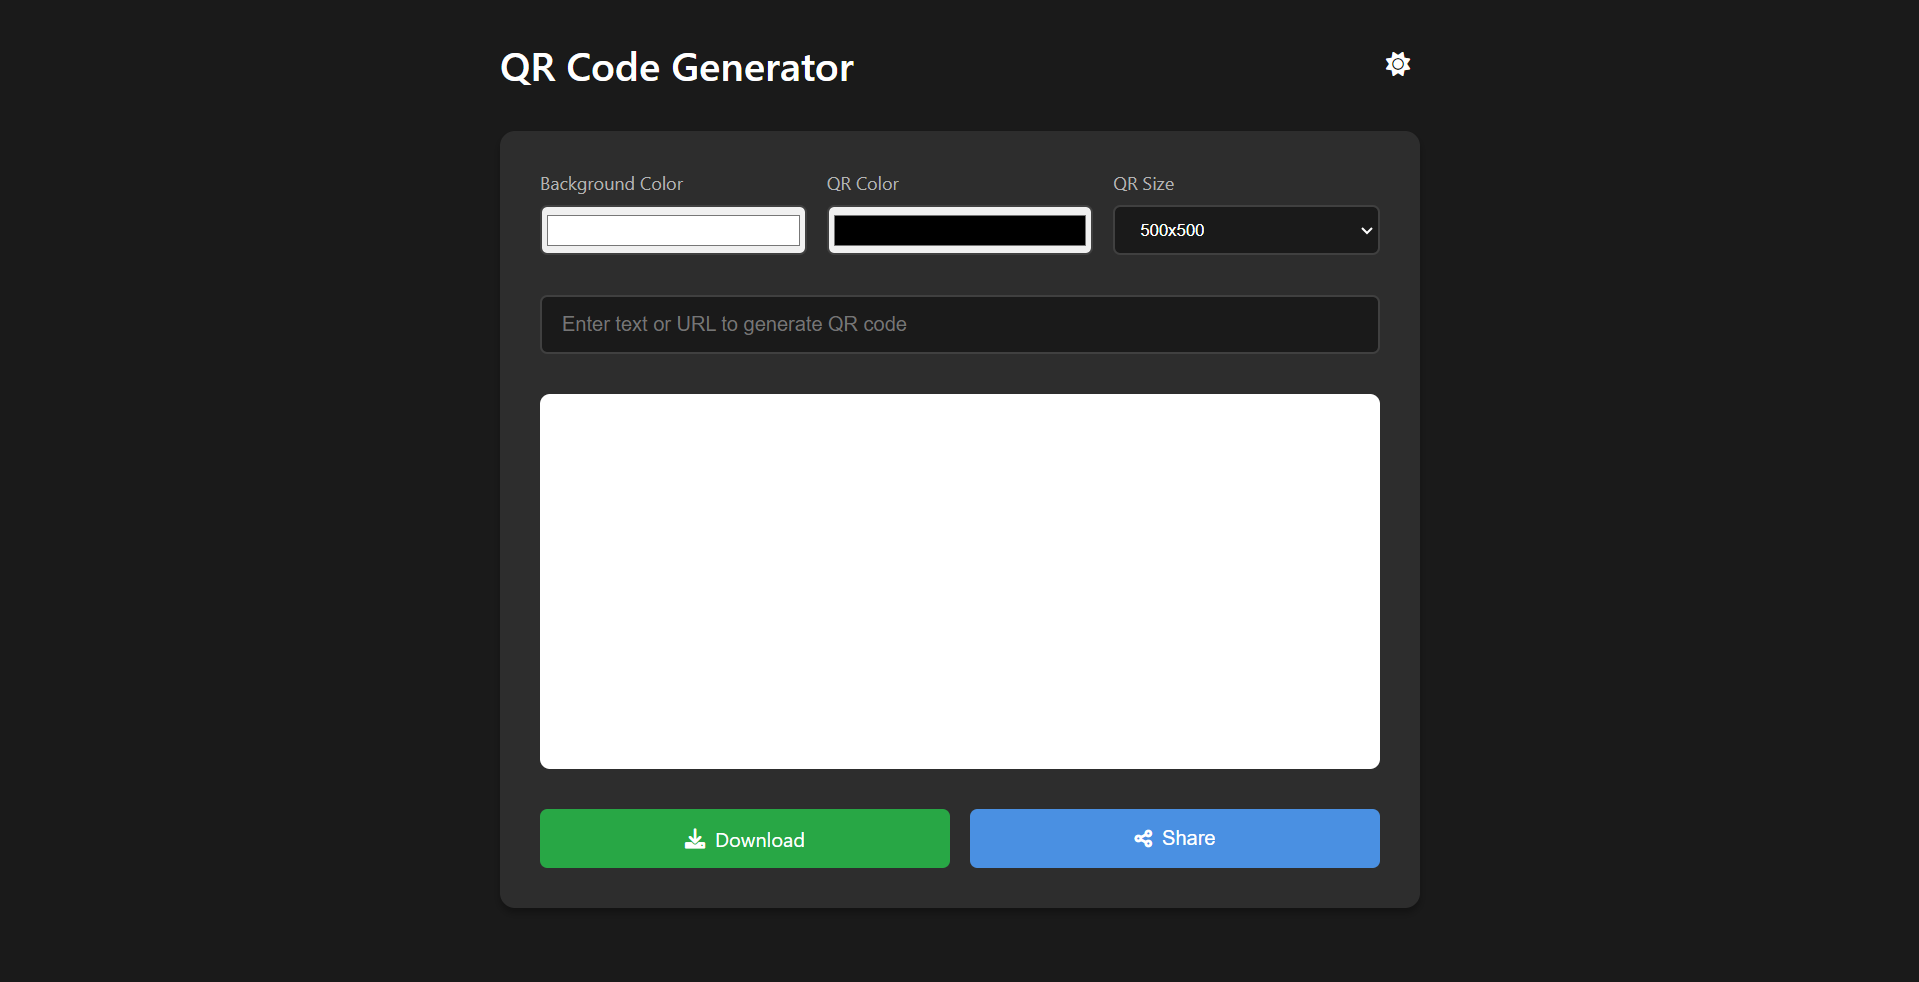 QR Code Generator
Background Color
QR Color
QR Size
500x500
Enter text or URL to generate QR code
Download
Share